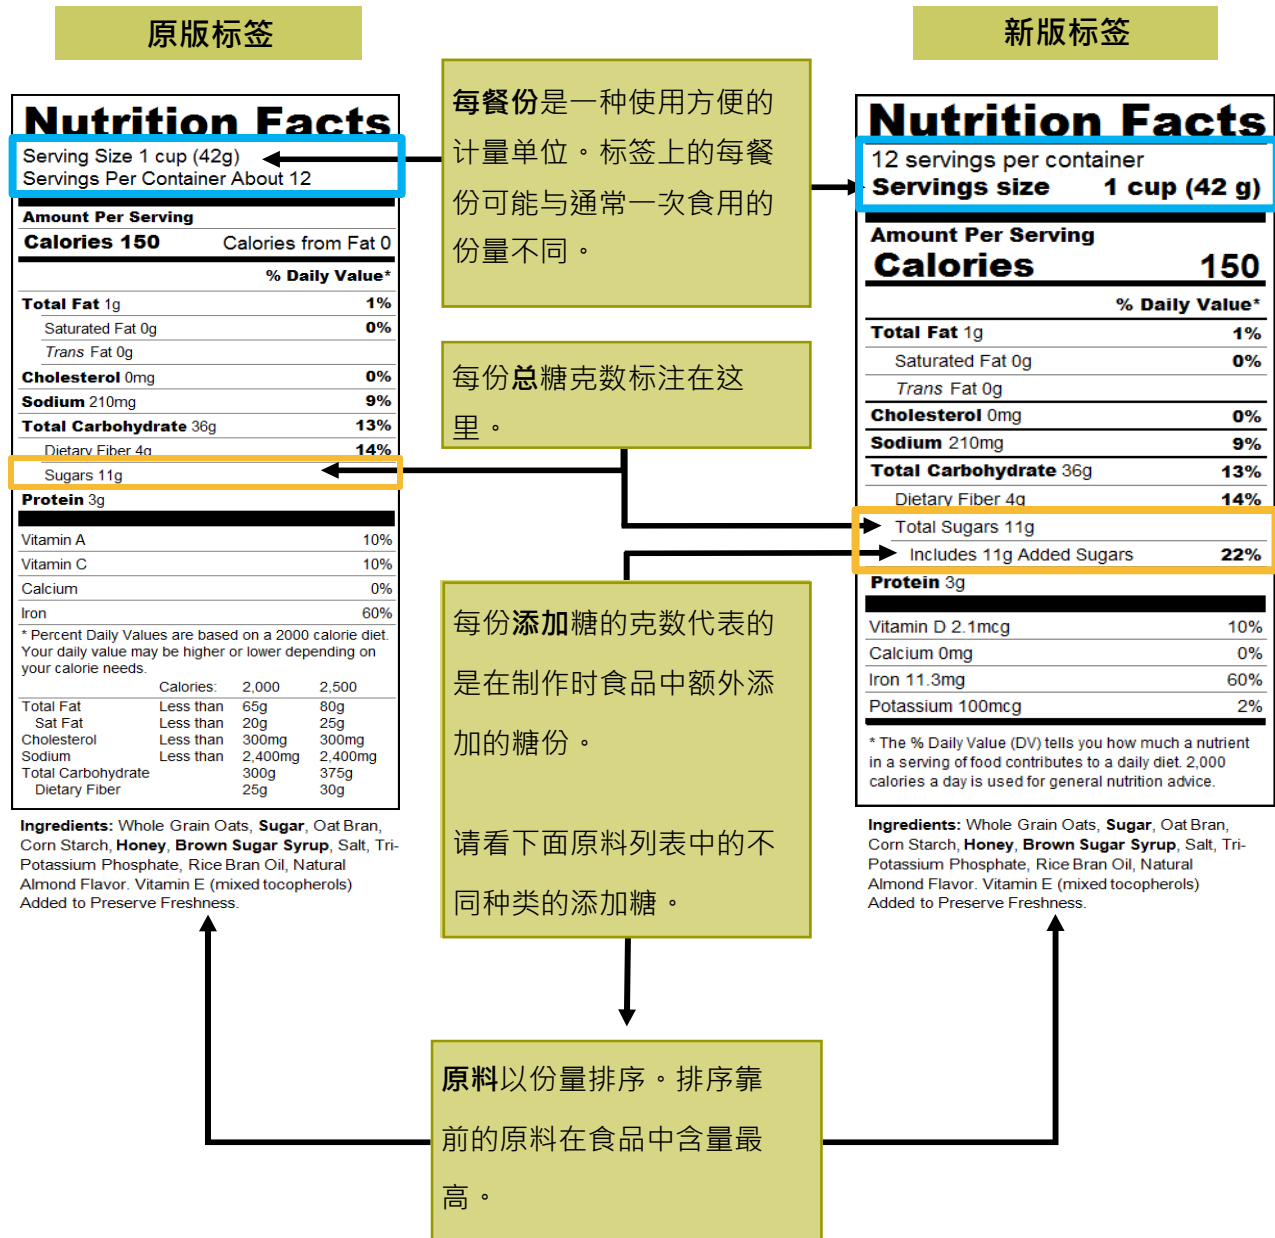 原版标签
新版标签
Nutrition Facts
Serving Size 1 cup (42g)
Servings Per Container About 12
Amount Per Serving
Calories 150 Calories from Fat 0
% Daily Value*
Total Fat 1g 1%
Saturated Fat 0g 0%
Trans Fat 0g
Cholesterol 0mg 0%
Sodium 210mg 9%
Total Carbohydrate 36g 13%
Dietary Fiber 4g 14%
Sugars 11g
Protein 3g
Vitamin A 10%
Vitamin C 10%
Calcium 0%
Iron 60%
* Percent Daily Values are based on a 2000 calorie diet.
Your daily value may be higher or lower depending on
your calorie needs.
Calories: 2,000 2,500
Total Fat Less than 65g 80g
Sat Fat Less than 20g 25g
Cholesterol Less than 300mg 300mg
Sodium Less than 2,400mg 2,400mg
Total Carbohydrate 300g 375g
Dietary Fiber 25g 30g
Ingredients: Whole Grain Oats, Sugar, Oat Bran,
Corn Starch, Honey, Brown Sugar Syrup, Salt, Tri-
Potassium Phosphate, Rice Bran Oil, Natural
Almond Flavor. Vitamin E (mixed tocopherols)
Added to Preserve Freshness.
每餐份是一种使用方便的
计量单位。标签上的每餐
份可能与通常一次食用的
份量不同。
每份总糖克数标注在这
里。
每份添加糖的克数代表的
是在制作时食品中额外添
加的糖份。
请看下面原料列表中的不
同种类的添加糖。
原料以份量排序。排序靠
前的原料在食品中含量最
高。
Nutrition Facts
12 servings per container
Servings size 1 cup (42 g)
Amount Per Serving
Calories 150
% Daily Value*
Total Fat 1g 1%
Saturated Fat 0g 0%
Trans Fat 0g
Cholesterol 0mg 0%
Sodium 210mg 9%
Total Carbohydrate 36g 13%
Dietary Fiber 4g 14%
Total Sugars 11g
Includes 11g Added Sugars 22%
Protein 3g
Vitamin D 2.1mcg 10%
Calcium 0mg 0%
Iron 11.3mg 60%
Potassium 100mcg 2%
* The % Daily Value (DV) tells you how much a nutrient
in a serving of food contributes to a daily diet. 2,000
calories a day is used for general nutrition advice.
Ingredients: Whole Grain Oats, Sugar, Oat Bran,
Corn Starch, Honey, Brown Sugar Syrup, Salt, Tri-
Potassium Phosphate, Rice Bran Oil, Natural
Almond Flavor. Vitamin E (mixed tocopherols)
Added to Preserve Freshness.